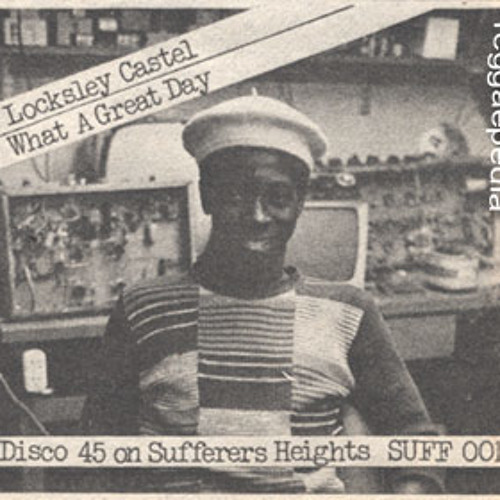 Locksley Castel
What A Great Day
reggaepedia
Disco 45 on Sufferers Heights SUFF 001